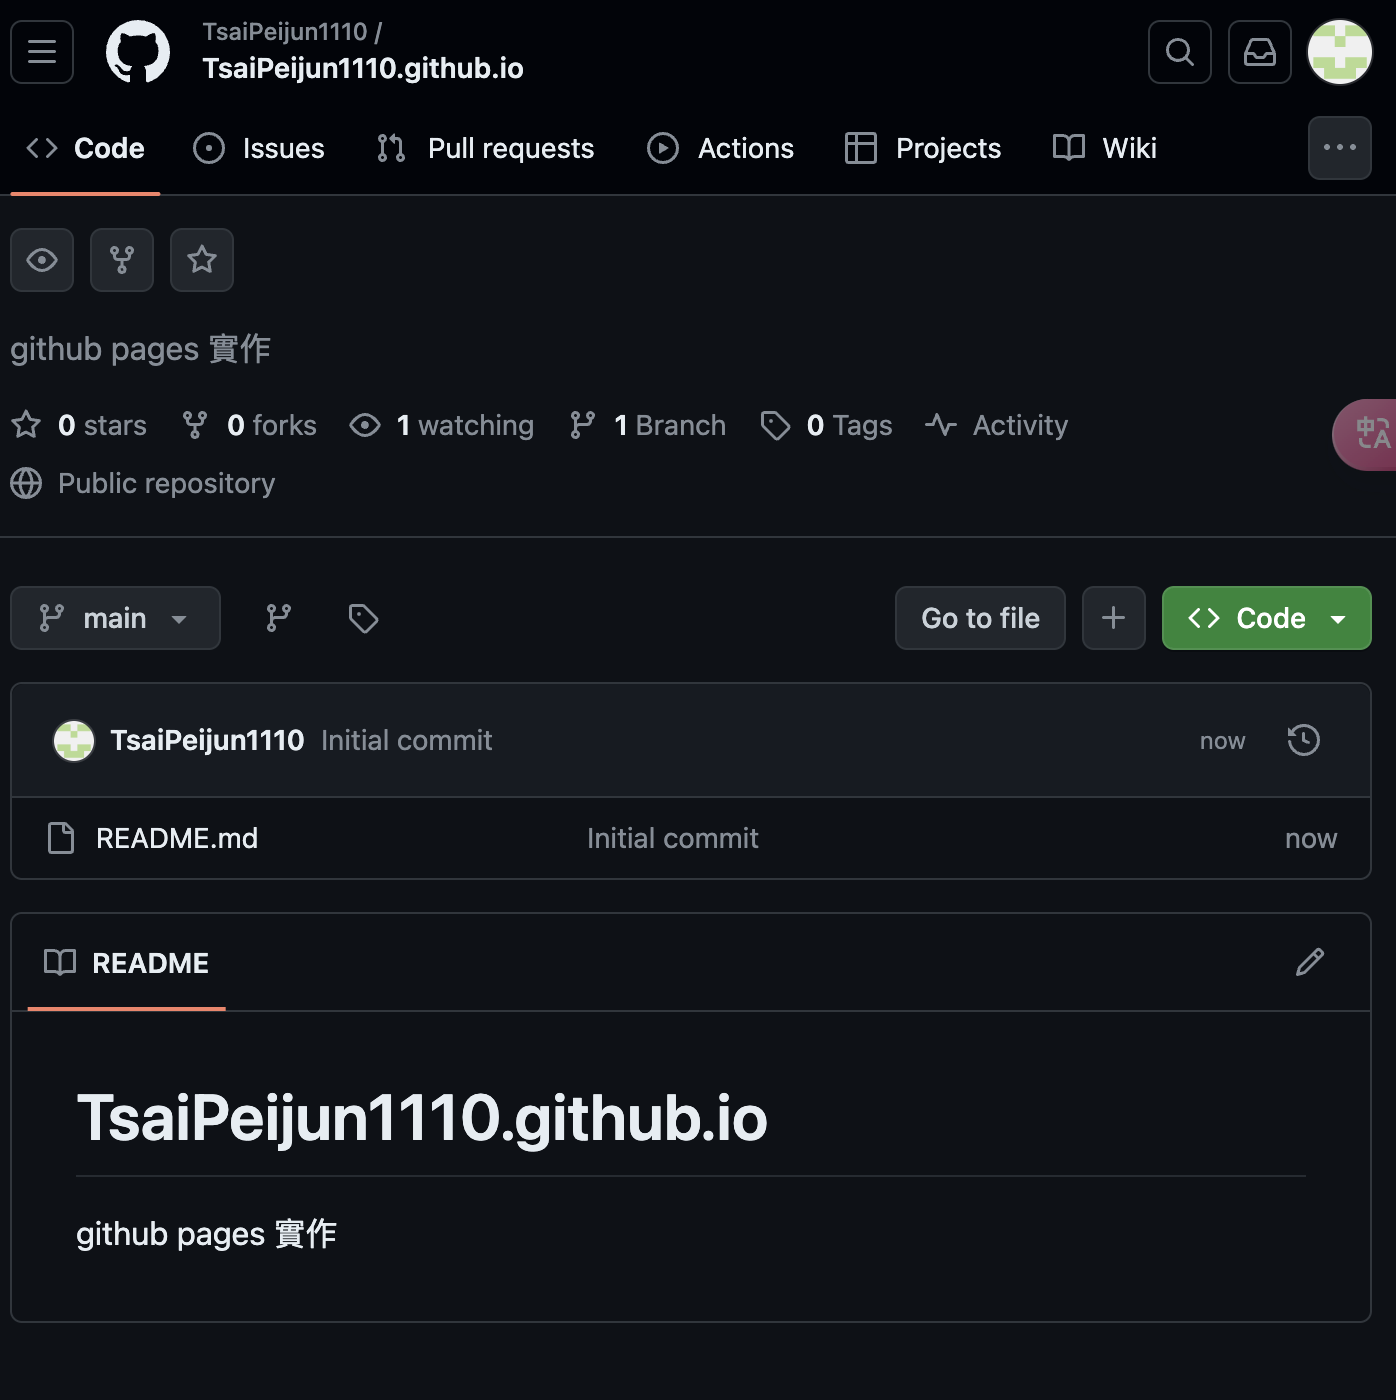 TsaiPeijun1110 /
TsaiPeijun1110.github.io
Code Issues Pull requests Actions Projects Wiki
github pages 實作
0 stars 0 forks 1 watching 1 Branch 0 Tags Activity
Public repository
main Go to file Code
TsaiPeijun1110 Initial commit now
README.md Initial commit now
README
TsaiPeijun1110.github.io
github pages 實作